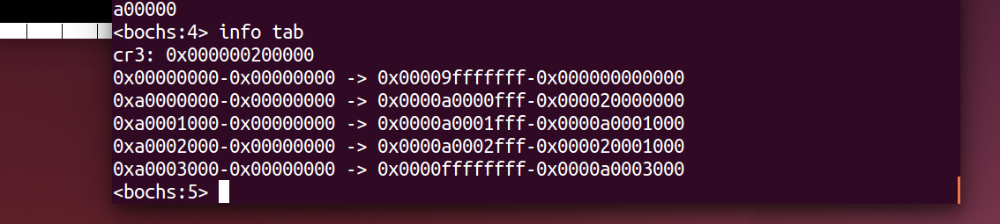 a00000
<bochs:4> info tab
cr3: 0x000000200000
0x00000000-0x00000000 -> 0x00009fffffff-0x000000000000
0xa0000000-0x00000000 -> 0x0000a0000fff-0x000020000000
0xa0001000-0x00000000 -> 0x0000a0001fff-0x0000a0001000
0xa0002000-0x00000000 -> 0x0000a0002fff-0x000020001000
0xa0003000-0x00000000 -> 0x0000ffffffff-0x0000a0003000
<bochs:5>